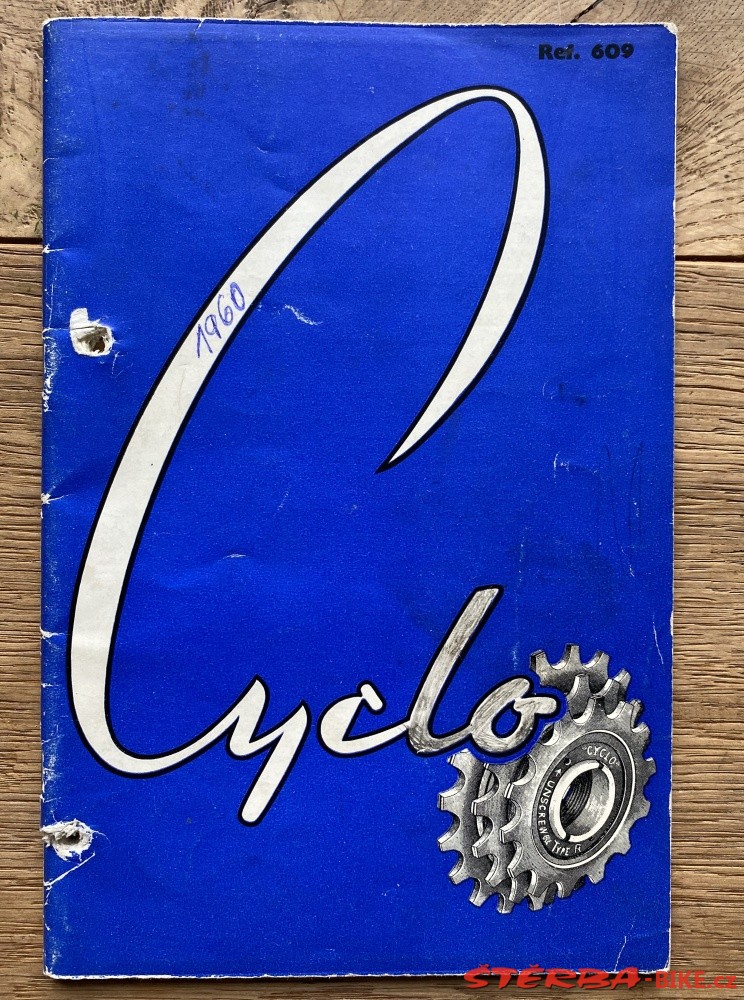 Ref. 609
1960
Cyclo
"CYCLO"
UNSCREW TYPE R
ŠTĚRBA-BIKE.cz